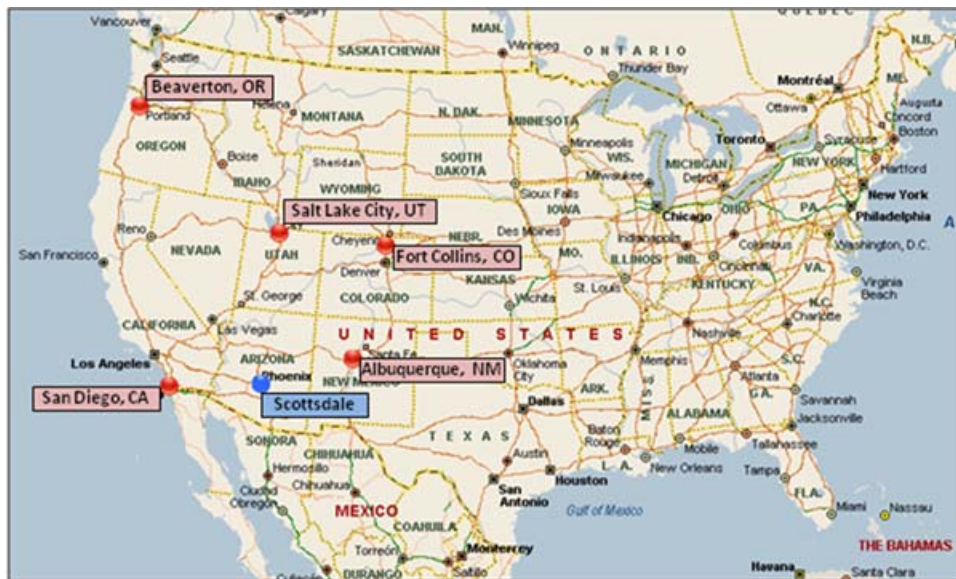 CALGARY
Vancouver
MAN.
QUEBEC
SASKATCHEWAN
Winnipeg
ONTARIO
N.B.
Seattle
Thunder Bay
Montréal
ME.
Beaverton, OR
Portland
Helena
MONTANA
N. DAK.
MINNESOTA
Ottawa
Augusta
Concord
Boston
Toronto
Syracuse
OREGON
Boise
Sheridan
SOUTH
DAKOTA
Minneapolis
WIS.
MICHIGAN
Detroit
NEW YORK
Hartford
IDAHO
WYOMING
Milwaukee
Sioux Falls
New York
Salt Lake City, UT
IOWA
Chicago
OHIO
PA.
Philadelphia
Reno
NEVADA
UTAH
Cheyenne
NEBR.
Des Moines
Indianapolis
Columbus
Washington, D.C.
San Francisco
Fort Collins, CO
Denver
KANSAS
MO.
ILLINOIS
IND.
Cincinnati
VA.
St. George
COLORADO
Wichita
St. Louis
KENTUCKY
Virginia
Beach
CALIFORNIA
Las Vegas
UNITED STATES
Nashville
N.C.
Charlotte
Los Angeles
ARIZONA
Santa Fe
Albuquerque, NM
Oklahoma
City
Memphis
S.C.
Phoenix
NEW MEXICO
ARK.
Atlanta
San Diego, CA
Scottsdale
Dallas
Miss
ALABAMA
GA.
Savannah
SONORA
TEXAS
Baton
Rouge
Mobile
Jacksonville
Tallahassee
CHIHUAHUA
Hermosillo
Austin
L.A.
New Orleans
Tampa
Ciudad
Obregón
Chihuahua
San
Antonio
Houston
FLA.
MEXICO
COAHUILA
Gulf of Mexico
Miami
Nassau
Torreón
Monterrey
THE BAHAMAS
DURANGO
Saltillo
Havana
Santa Clara